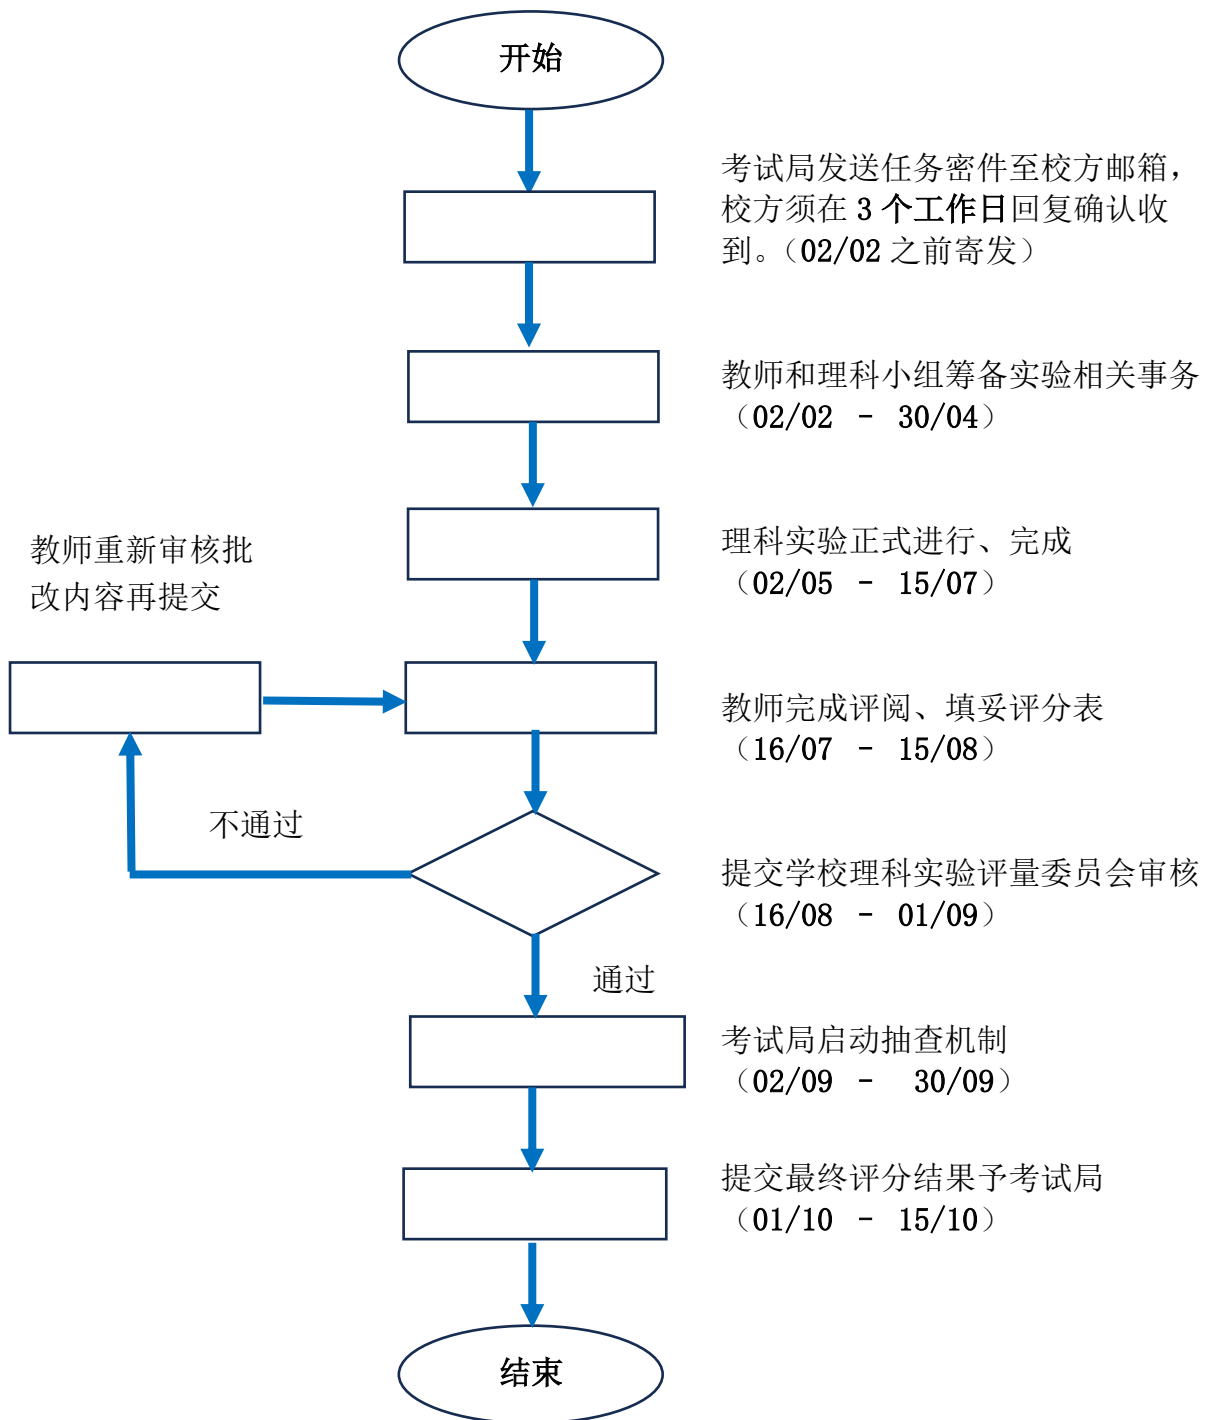 开始
考试局发送任务密件至校方邮箱，
校方须在 3 个工作日回复确认收
到。（02/02 之前寄发）
教师和理科小组筹备实验相关事务
（02/02 - 30/04）
理科实验正式进行、完成
（02/05 - 15/07）
教师重新审核批
改内容再提交
教师完成评阅、填妥评分表
（16/07 - 15/08）
不通过
提交学校理科实验评量委员会审核
（16/08 - 01/09）
通过
考试局启动抽查机制
（02/09 - 30/09）
提交最终评分结果予考试局
（01/10 - 15/10）
结束